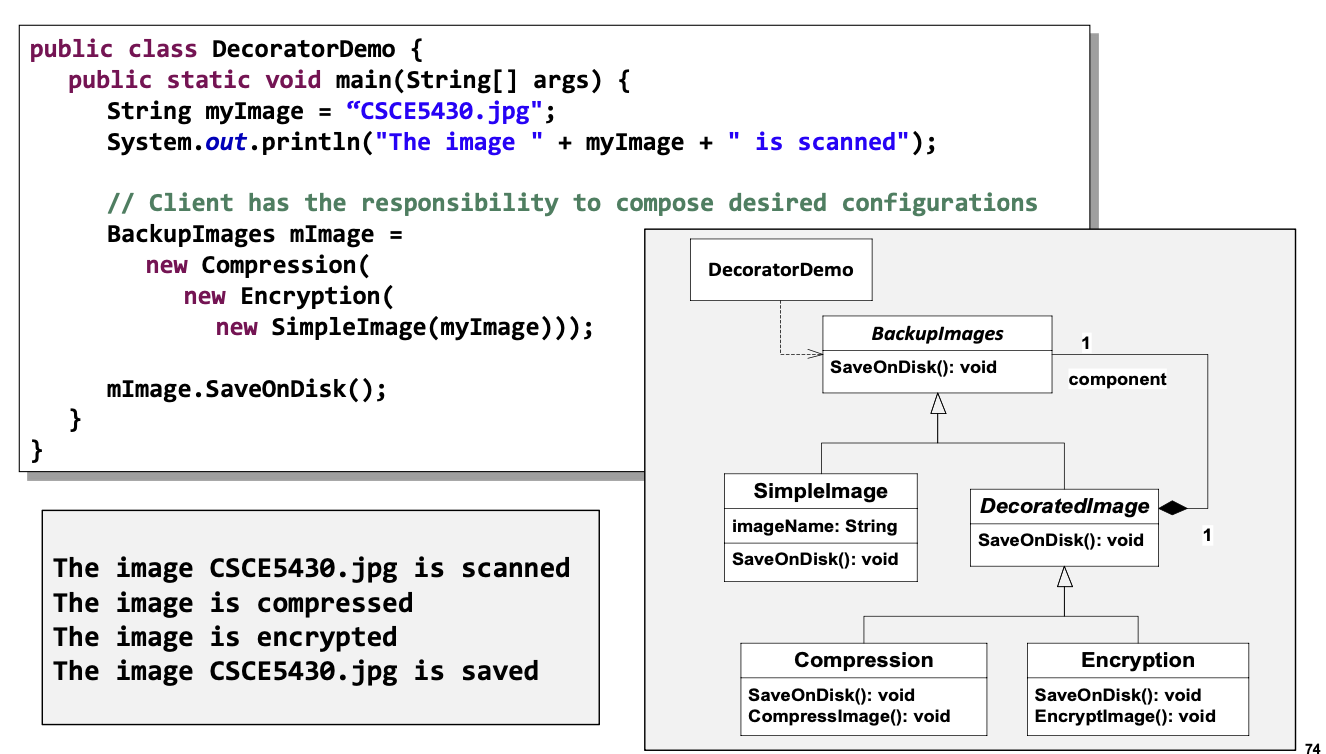 public class DecoratorDemo {
public static void main(String[] args) {
String myImage = “CSCE5430.jpg";
System.out.println("The image " + myImage + " is scanned");
// Client has the responsibility to compose desired configurations
BackupImages mImage =
new Compression(
new Encryption(
new SimpleImage(myImage)));
mImage.SaveOnDisk();
}
}
The image CSCE5430.jpg is scanned
The image is compressed
The image is encrypted
The image CSCE5430.jpg is saved
DecoratorDemo
BackupImages
SaveOnDisk(): void
1
component
SimpleImage
imageName: String
SaveOnDisk(): void
DecoratedImage
SaveOnDisk(): void
1
Compression
SaveOnDisk(): void
CompressImage(): void
Encryption
SaveOnDisk(): void
EncryptImage(): void
74